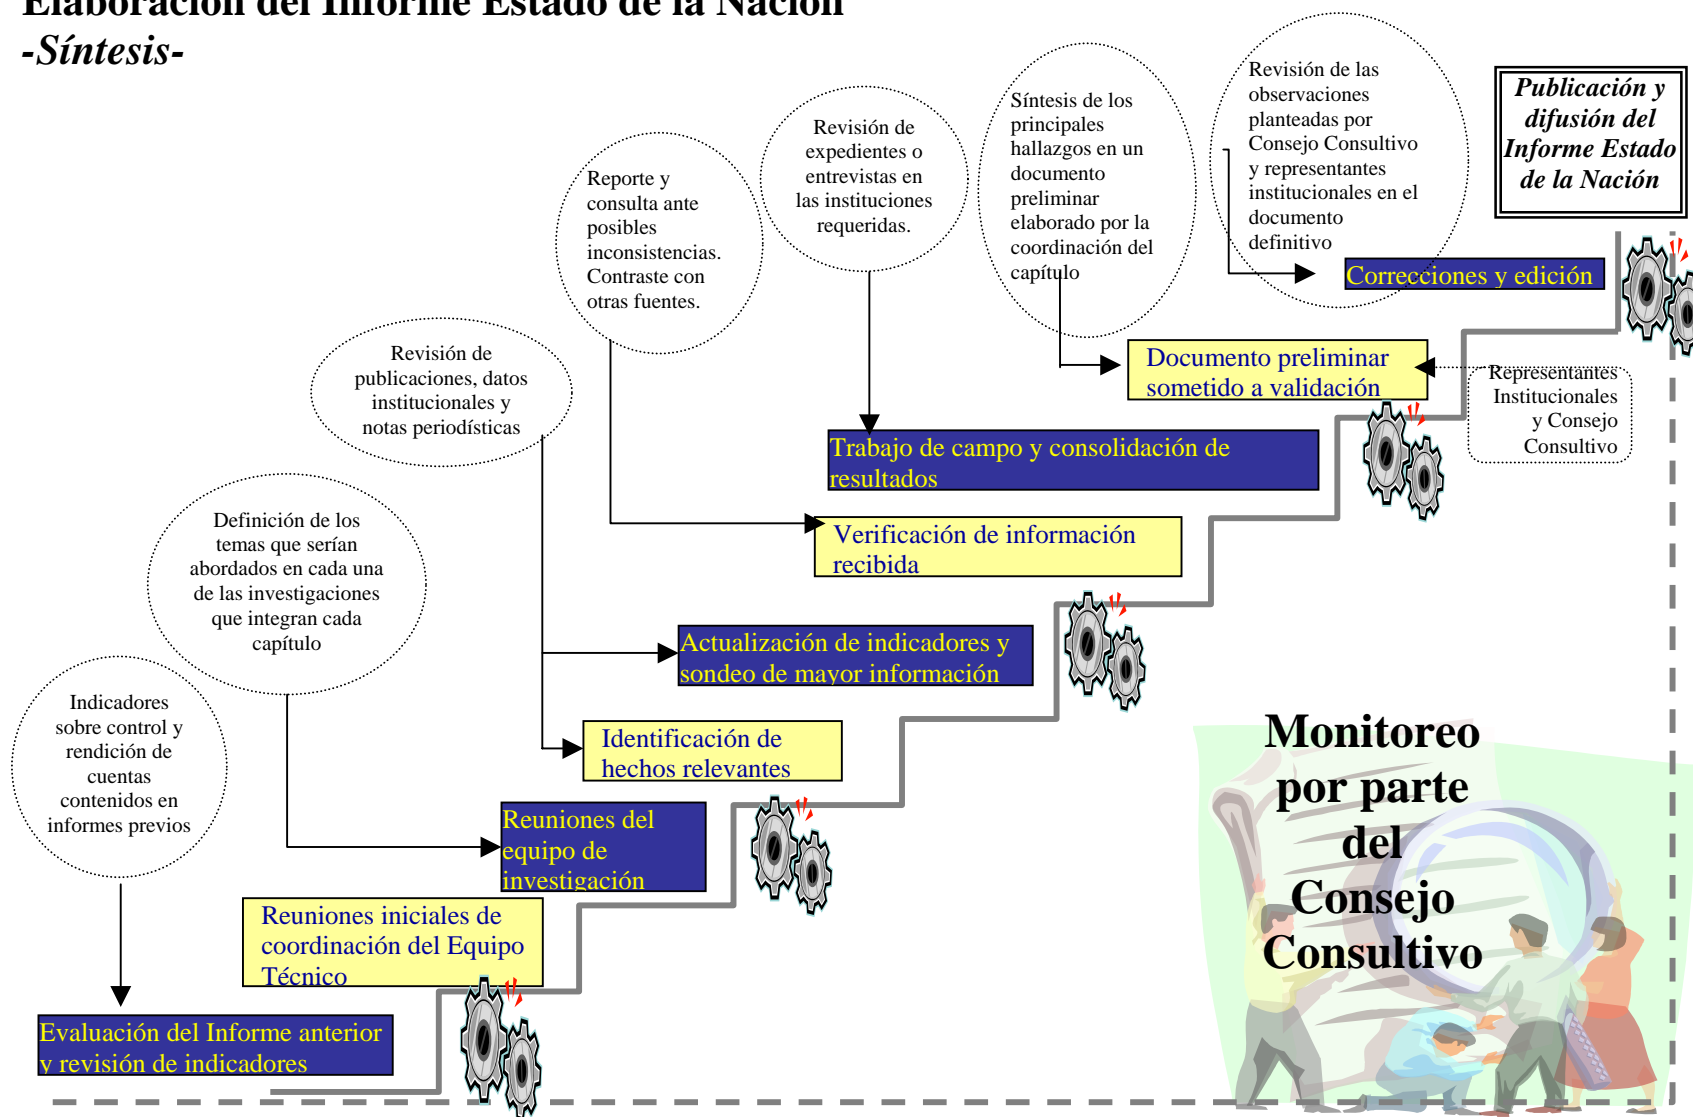 Elaboración del Informe Estado de la Nación
-Síntesis-
Indicadores
sobre control y
rendición de
cuentas
contenidos en
informes previos
Evaluación del Informe anterior
y revisión de indicadores
Reuniones iniciales de
coordinación del Equipo
Técnico
Definición de los
temas que serían
abordados en cada una
de las investigaciones
que integran cada
capítulo
Reuniones del
equipo de
investigación
Revisión de
publicaciones, datos
institucionales y
notas periodísticas
Identificación de
hechos relevantes
Actualización de indicadores y
sondeo de mayor información
Reporte y
consulta ante
posibles
inconsistencias.
Contraste con
otras fuentes.
Verificación de información
recibida
Revisión de
expedientes o
entrevistas en
las instituciones
requeridas.
Trabajo de campo y consolidación de
resultados
Síntesis de los
principales
hallazgos en un
documento
preliminar
elaborado por la
coordinación del
capítulo
Documento preliminar
sometido a validación
Representantes
Institucionales
y Consejo
Consultivo
Revisión de las
observaciones
planteadas por
Consejo Consultivo
y representantes
institucionales en el
documento
definitivo
Correcciones y edición
Publicación y
difusión del
Informe Estado
de la Nación
Monitoreo
por parte
del
Consejo
Consultivo